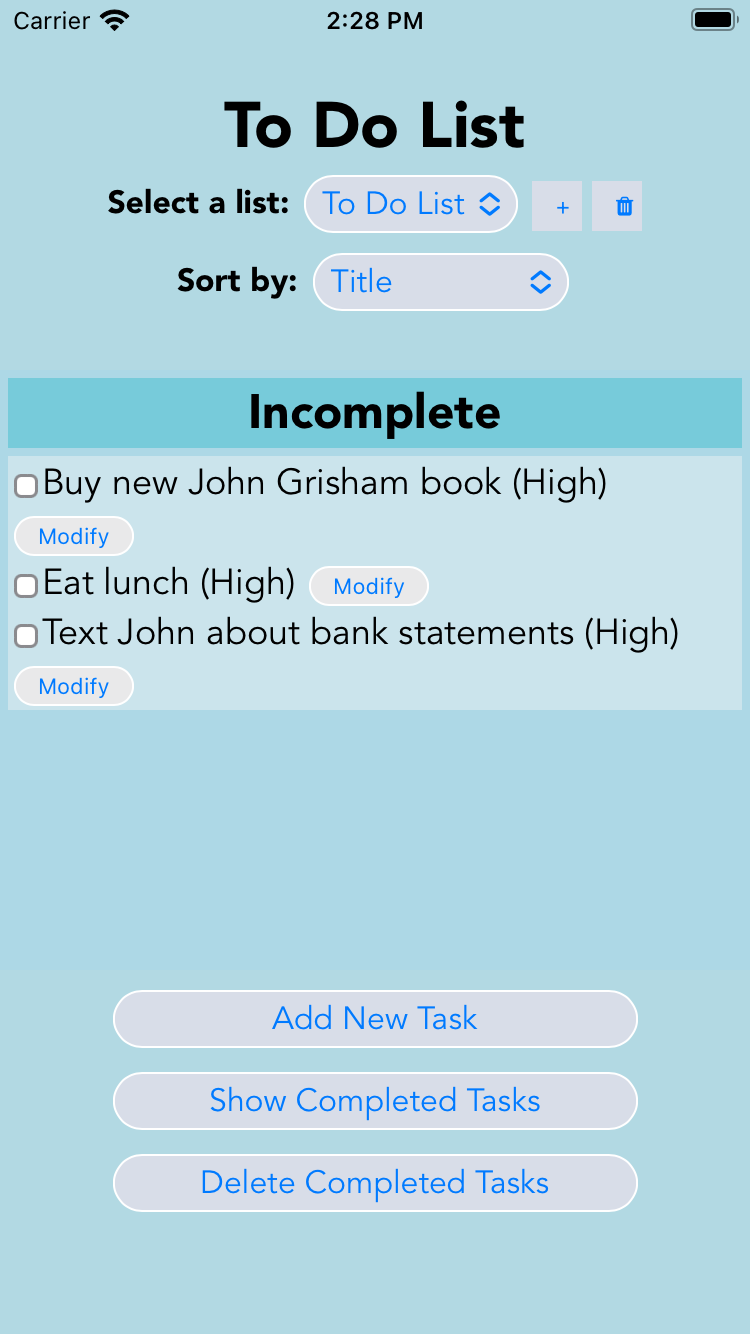 Carrier 2:28 PM
To Do List
Select a list: To Do List +
Sort by: Title
Incomplete
Buy new John Grisham book (High)
Modify
Eat lunch (High) Modify
Text John about bank statements (High)
Modify
Add New Task
Show Completed Tasks
Delete Completed Tasks